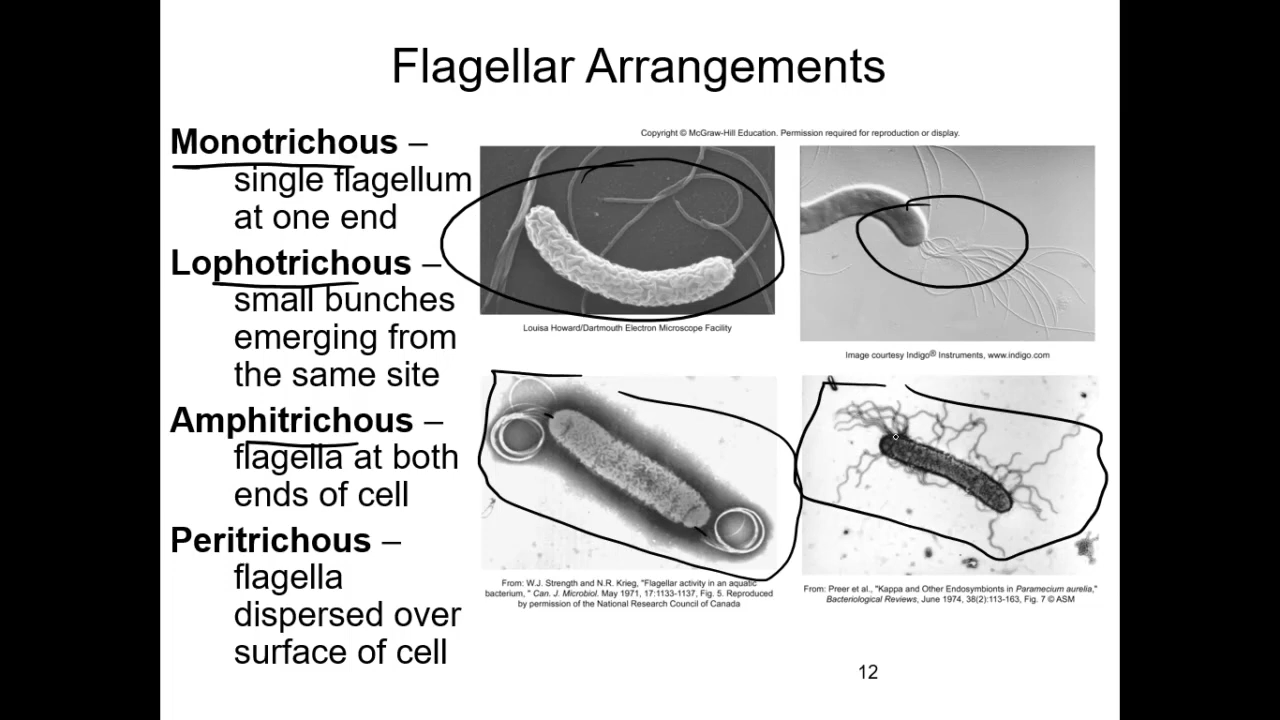 Flagellar Arrangements
Monotrichous –
single flagellum
at one end
Lophotrichous –
small bunches
emerging from
the same site
Amphitrichous –
flagella at both
ends of cell
Peritrichous –
flagella
dispersed over
surface of cell
Copyright © McGraw-Hill Education. Permission required for reproduction or display.
Louisa Howard/Dartmouth Electron Microscope Facility
Image courtesy Indigo® Instruments, www.indigo.com
From: W.J. Strength and N.R. Krieg, "Flagellar activity in an aquatic
bacterium, " Can. J. Microbiol. May 1971, 17:1133-1137, Fig. 5. Reproduced
by permission of the National Research Council of Canada
From: Preer et al., "Kappa and Other Endosymbionts in Paramecium aurelia,"
Bacteriological Reviews, June 1974, 38(2):113-163, Fig. 7 © ASM
12